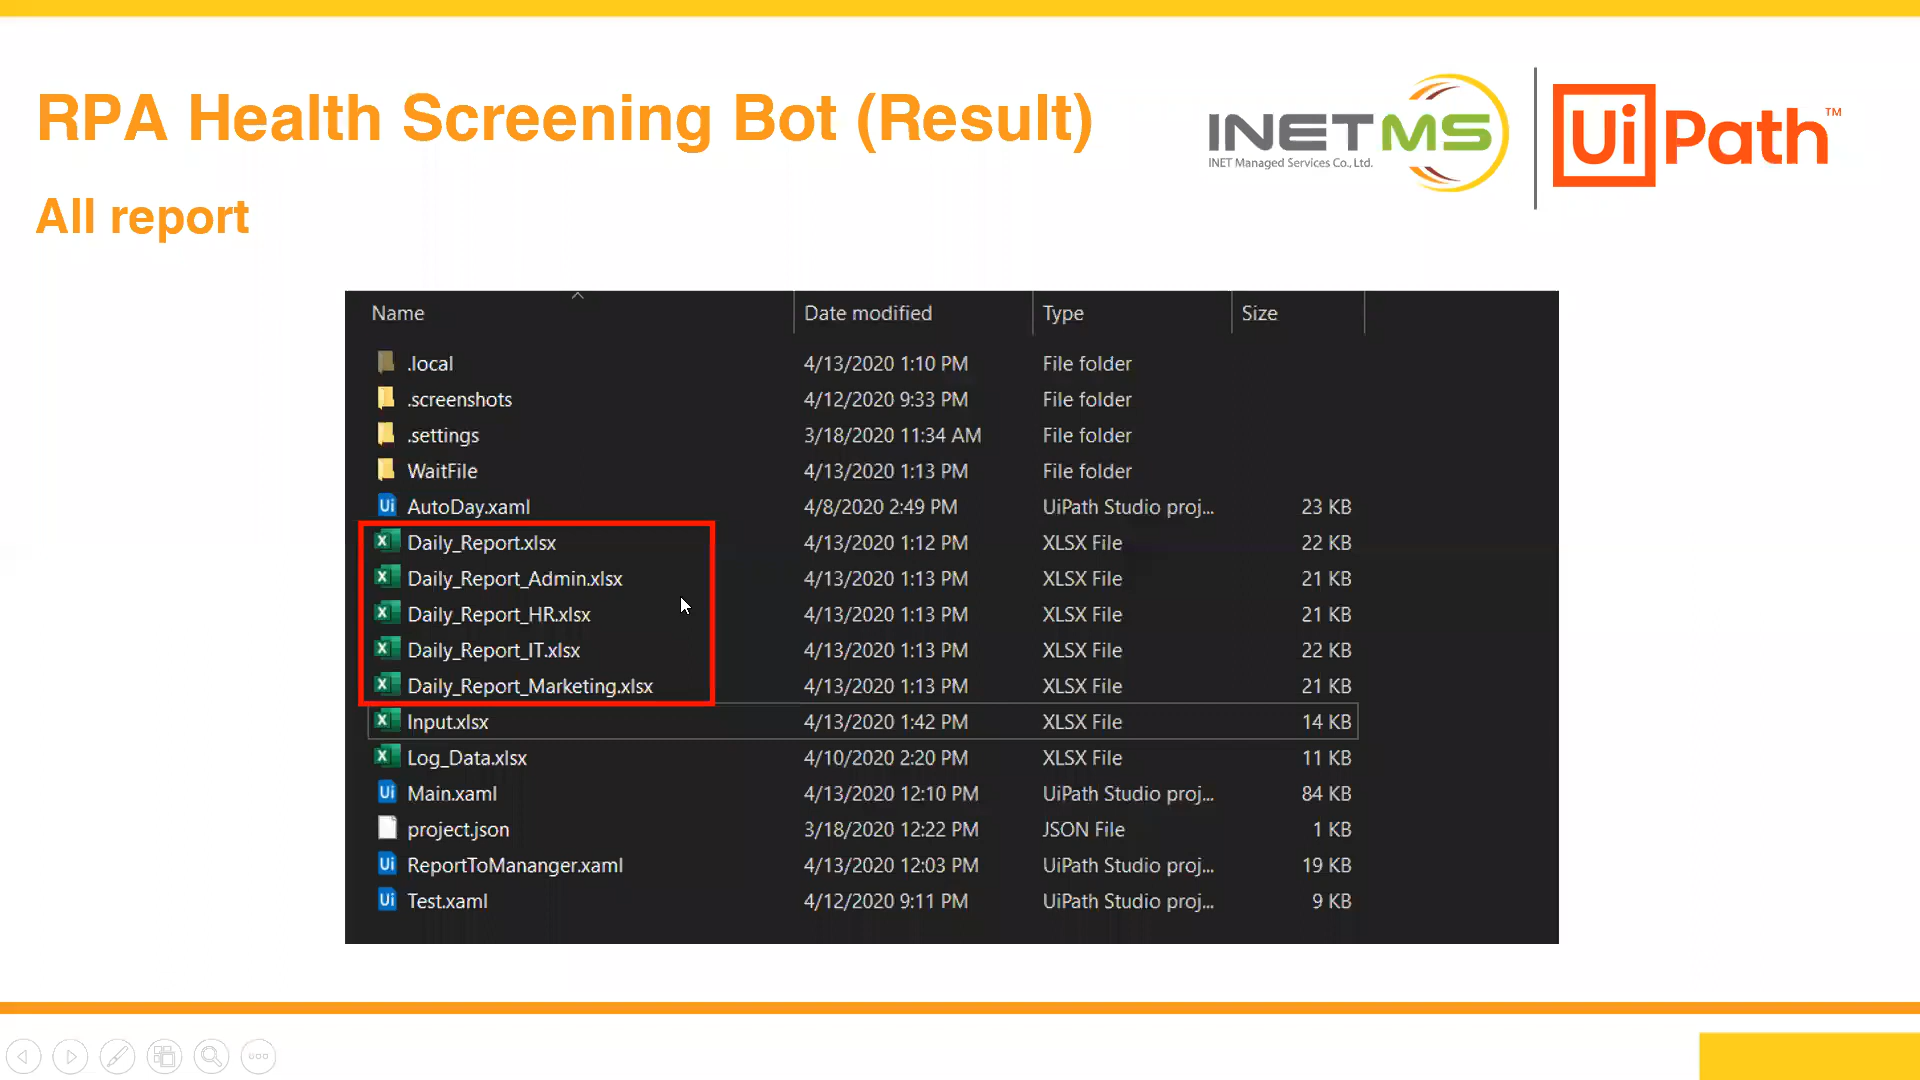 RPA Health Screening Bot (Result)
INETMS
INET Managed Services Co., Ltd.
UiPath™
All report
Name Date modified Type Size
.local 4/13/2020 1:10 PM File folder
.screenshots 4/12/2020 9:33 PM File folder
.settings 3/18/2020 11:34 AM File folder
WaitFile 4/13/2020 1:13 PM File folder
Ui AutoDay.xaml 4/8/2020 2:49 PM UiPath Studio proj... 23 KB
X Daily_Report.xlsx 4/13/2020 1:12 PM XLSX File 22 KB
X Daily_Report_Admin.xlsx 4/13/2020 1:13 PM XLSX File 21 KB
X Daily_Report_HR.xlsx 4/13/2020 1:13 PM XLSX File 21 KB
X Daily_Report_IT.xlsx 4/13/2020 1:13 PM XLSX File 22 KB
X Daily_Report_Marketing.xlsx 4/13/2020 1:13 PM XLSX File 21 KB
X Input.xlsx 4/13/2020 1:42 PM XLSX File 14 KB
X Log_Data.xlsx 4/10/2020 2:20 PM XLSX File 11 KB
Ui Main.xaml 4/13/2020 12:10 PM UiPath Studio proj... 84 KB
project.json 3/18/2020 12:22 PM JSON File 1 KB
Ui ReportToMananger.xaml 4/13/2020 12:03 PM UiPath Studio proj... 19 KB
Ui Test.xaml 4/12/2020 9:11 PM UiPath Studio proj... 9 KB